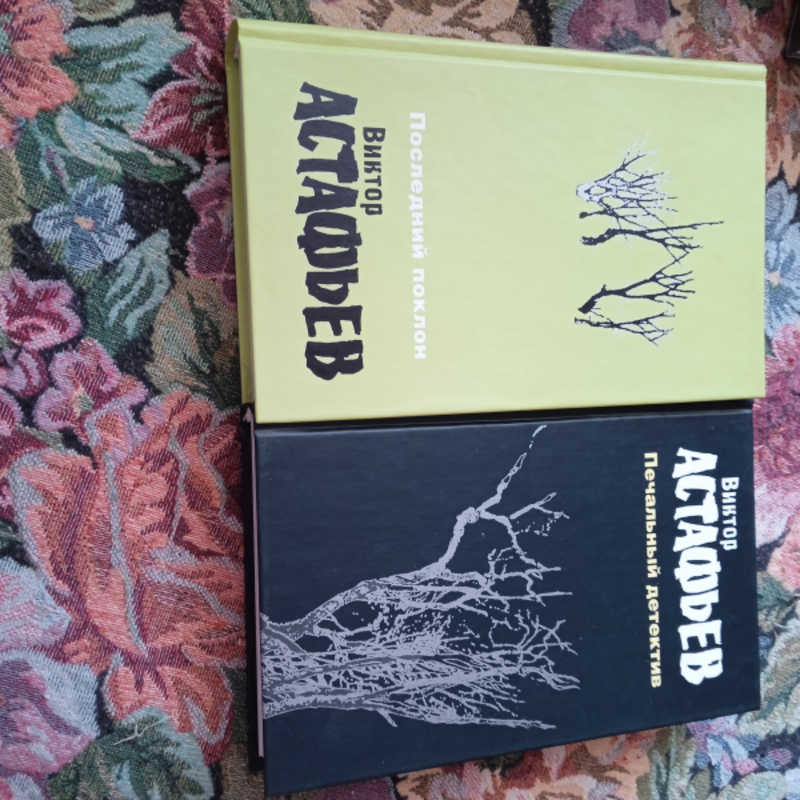 Виктор
АСТАФЬЕВ
Последний поклон
Виктор
АСТАФЬЕВ
Печальный детектив